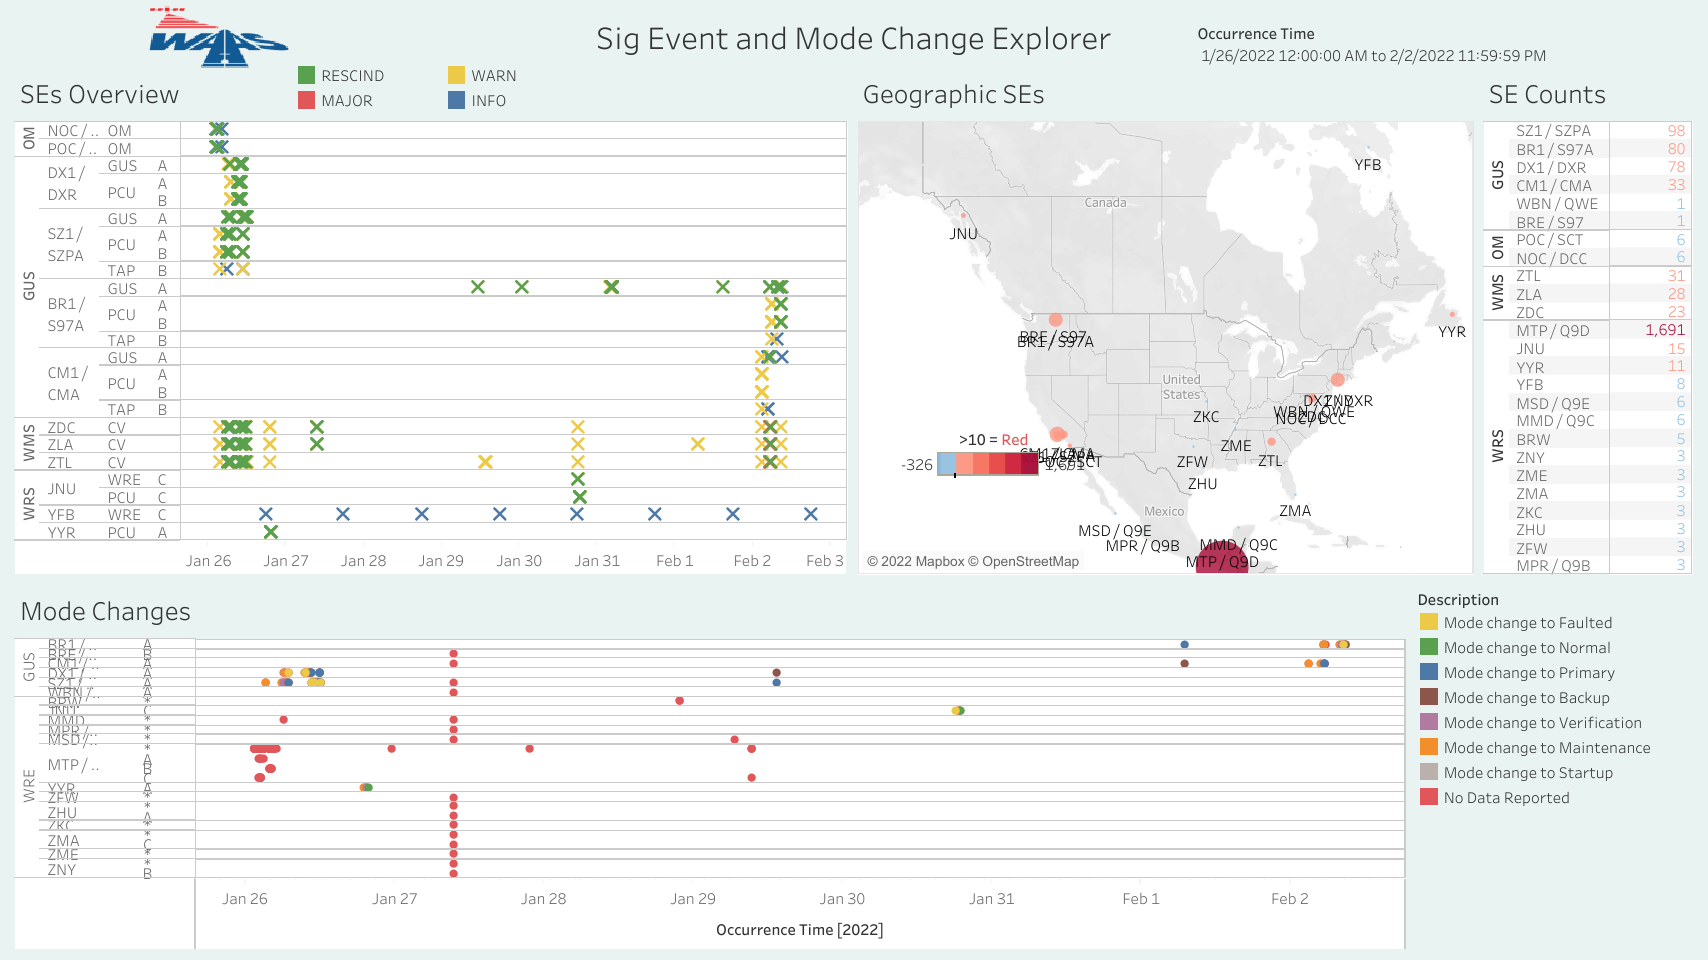 WAAS
Sig Event and Mode Change Explorer
Occurrence Time
1/26/2022 12:00:00 AM to 2/2/2022 11:59:59 PM
RESCIND
WARN
MAJOR
INFO
SEs Overview
OM
NOC / .. OM
POC / .. OM
GUS
DX1 / DXR
GUS A
PCU A
B
SZ1 / SZPA
GUS A
PCU A
B
TAP B
BR1 / S97A
GUS A
PCU A
B
TAP B
CM1 / CMA
GUS A
PCU A
B
TAP B
WMS
ZDC CV
ZLA CV
ZTL CV
WRS
JNU
WRE C
PCU C
YFB WRE C
YYR PCU A
Jan 26 Jan 27 Jan 28 Jan 29 Jan 30 Jan 31 Feb 1 Feb 2 Feb 3
Geographic SEs
YFB
Canada
JNU
YYR
BRE / S97
BR1 / S97A
United States
ZKC
WBN / QWE
NOC / DCC
ZME
>10 = Red
-326
1,691
ZFW
ZTL
ZHU
ZMA
Mexico
MSD / Q9E
MPR / Q9B
MMD / Q9C
MTP / Q9D
© 2022 Mapbox © OpenStreetMap
SE Counts
GUS
SZ1 / SZPA 98
BR1 / S97A 80
DX1 / DXR 78
CM1 / CMA 33
WBN / QWE 1
BRE / S97 1
OM
POC / SCT 6
NOC / DCC 6
WMS
ZTL 31
ZLA 28
ZDC 23
WRS
MTP / Q9D 1,691
JNU 15
YYR 11
YFB 8
MSD / Q9E 6
MMD / Q9C 6
BRW 5
ZNY 3
ZME 3
ZMA 3
ZKC 3
ZHU 3
ZFW 3
MPR / Q9B 3
Mode Changes
GUS
BR1 / .. A
BRE / .. B
CM1 / .. A
DX1 / .. A
SZ1 / .. A
WBN / .. A
WRE
BRW *
JNU C
MMD .. *
MPR / .. *
MSD / .. *
MTP / .. *
A
B
C
YYR A
ZFW *
ZHU *
A
ZKC *
ZMA *
C
ZME *
ZNY *
B
Jan 26 Jan 27 Jan 28 Jan 29 Jan 30 Jan 31 Feb 1 Feb 2
Occurrence Time [2022]
Description
Mode change to Faulted
Mode change to Normal
Mode change to Primary
Mode change to Backup
Mode change to Verification
Mode change to Maintenance
Mode change to Startup
No Data Reported